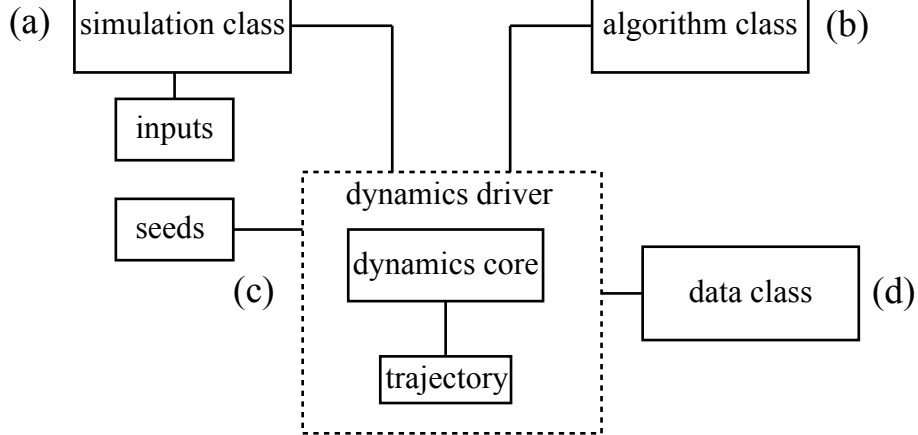 (a)
simulation class
algorithm class
(b)
inputs
dynamics driver
seeds
dynamics core
(c)
data class
(d)
trajectory